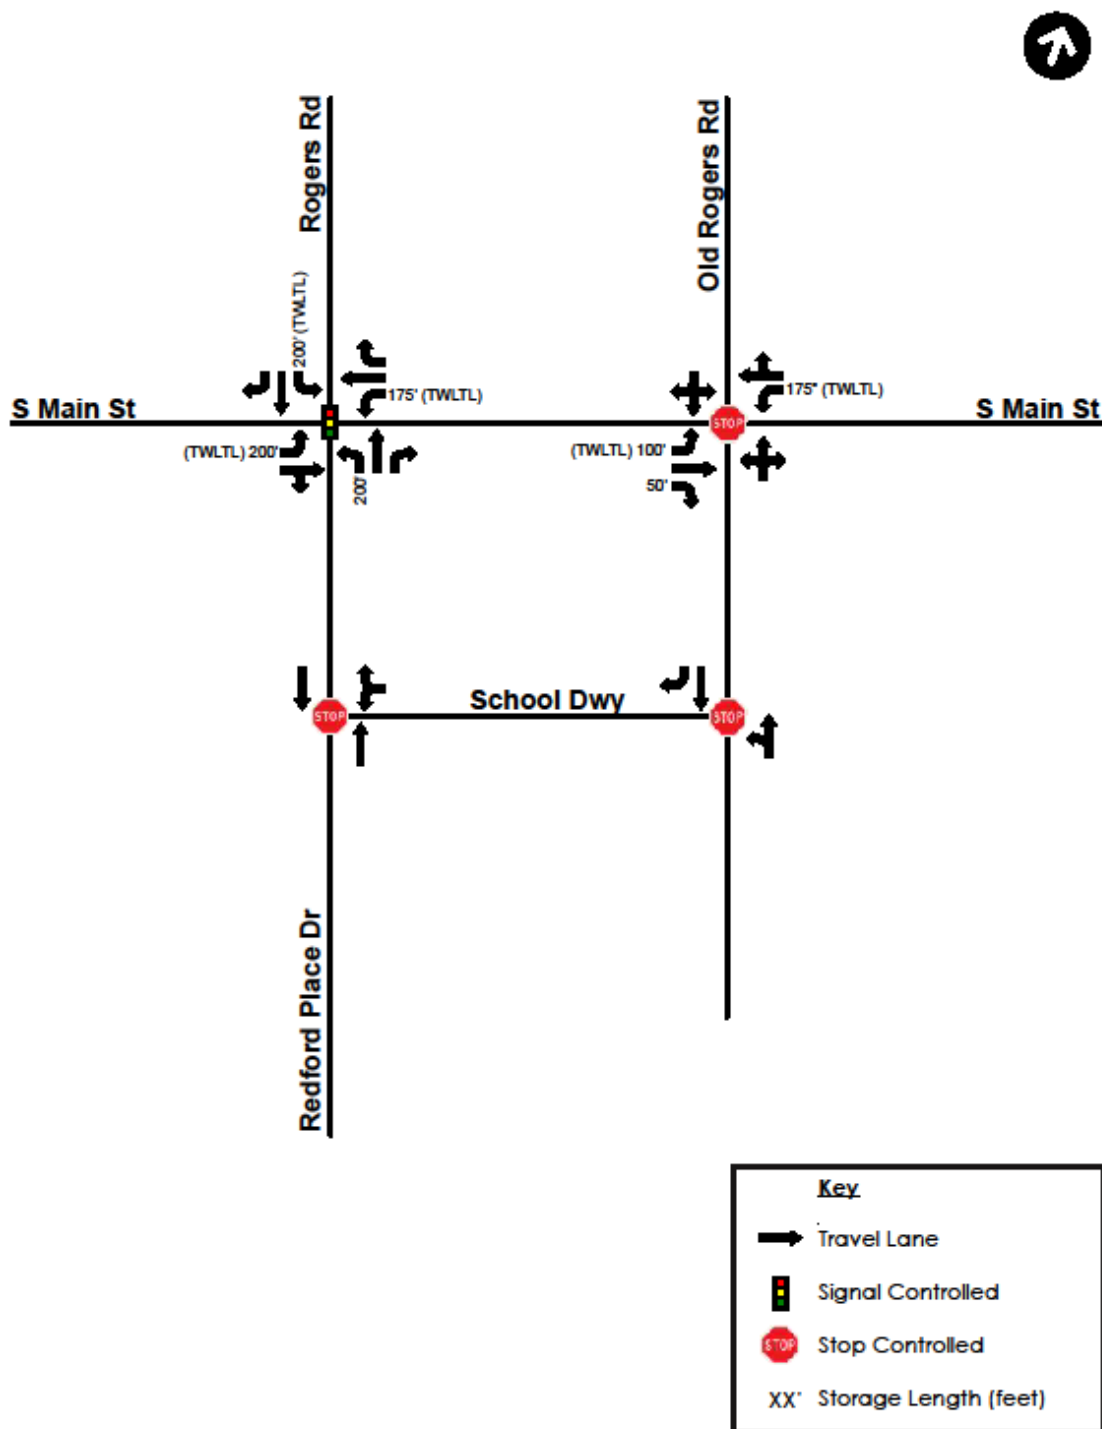 Rogers Rd
Old Rogers Rd
200' (TWLTL)
175' (TWLTL)
175" (TWLTL)
S Main St
S Main St
STOP
(TWLTL) 200'
200'
(TWLTL) 100'
50'
School Dwy
STOP
STOP
Redford Place Dr
Key
Travel Lane
Signal Controlled
STOP
Stop Controlled
XX' Storage Length (feet)